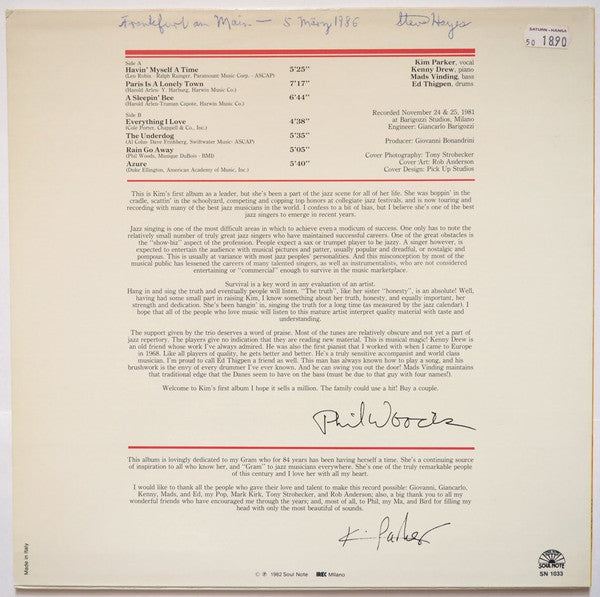 Frankfurt am Main — 5 März 1986 Steve Hayes
SATURN-HANSA
50 18.90
Side A
Havin' Myself A Time 5'25"
(Leo Robin - Ralph Rainger, Paramount Music Corp. - ASCAP)
Paris Is A Lonely Town 7'17"
(Harold Arlen- Y. Harburg, Harwin Music Co.)
A Sleepin' Bee 6'44"
(Harold Arlen-Truman Capote, Harwin Music Co.)
Side B
Everything I Love 4'38"
(Cole Porter, Chappell & Co., Inc.)
The Underdog 5'35"
(Al Cohn- Dave Frishberg, Swiftwater Music- ASCAP)
Rain Go Away 5'05"
(Phil Woods, Munique DuBois - BMI)
Azure 5'40"
(Duke Ellington, American Academy of Music, Inc.)
Kim Parker, vocal
Kenny Drew, piano
Mads Vinding, bass
Ed Thigpen, drums
Recorded November 24 & 25, 1981
at Barigozzi Studios, Milano
Engineer: Giancarlo Barigozzi
Producer: Giovanni Bonandrini
Cover Photography: Tony Strohecker
Cover Art: Rob Anderson
Cover Design: Pick Up Studios
This is Kim's first album as a leader, but she's been a part of the jazz scene for all of her life. She was boppin' in the
cradle, scattin' in the schoolyard, competing and copping top honors at collegiate jazz festivals, and is now touring and
recording with many of the best jazz musicians in the world. I confess to a bit of bias, but I believe she's one of the best
jazz singers to emerge in recent years.
Jazz singing is one of the most difficult areas in which to achieve even a modicum of success. One only has to note the
relatively small number of truly great jazz singers who have maintained successful careers. One of the great obstacles is
the "show-biz" aspect of the profession. People expect a sax or trumpet player to be jazzy. A singer however, is
expected to entertain the audience with musical pictures and patter, usually popular and dreadful, or nostalgic and
pompous. This is usually at variance with most jazz peoples' personalities. And this misconception by most of the
musical public has lessened the careers of many talented singers, as well as instrumentalists, who are not considered
entertaining or "commercial" enough to survive in the music marketplace.
Survival is a key word in any evaluation of an artist.
Hang in and sing the truth and eventually people will listen. "The truth", like her sister "honesty", is an absolute! Well,
having had some small part in raising Kim, I know something about her truth, honesty, and equally important, her
strength and dedication. She's been hangin' in, singing the truth for a long time (as measured by the jazz calendar). I
hope that all of the people who love music will listen to this mature artist interpret quality material with taste and
understanding.
The support given by the trio deserves a word of praise. Most of the tunes are relatively obscure and not yet a part of
jazz repertory. The players give no indication that they are reading new material. This is musical magic! Kenny Drew is
an old friend whose work I've always admired. He was also the first pianist that I worked with when I came to Europe
in 1968. Like all players of quality, he gets better and better. He's a truly sensitive accompanist and world class
musician. I'm proud to call Ed Thigpen a friend as well. This man has always known how to play a song, and his
brushwork is the envy of every drummer I've ever known. And he can swing you out the door! Mads Vinding maintains
that traditional edge that the Danes seem to have on the bass (must be due to that guy with four names!).
Welcome to Kim's first album I hope it sells a million. The family could use a hit! Buy a couple.
Phil Woods
This album is lovingly dedicated to my Gram who for 84 years has been having herself a time. She's a continuing source
of inspiration to all who know her, and "Gram" to jazz musicians everywhere. She's one of the truly remarkable people
of this century and I love her with all my heart.
I would like to thank all the people who gave their love and talent to make this record possible: Giovanni, Giancarlo,
Kenny, Mads, and Ed, my Pop, Mark Kirk, Tony Strohecker, and Rob Anderson; also, a big thank you to all my
wonderful friends who have encouraged me through the years; and, most of all, to Phil, my Ma, and Bird for filling my
head with only the most beautiful of sounds.
Kim Parker
Made in Italy
© ℗ 1982 Soul Note IREC Milano
SOUL NOTE
SN 1033